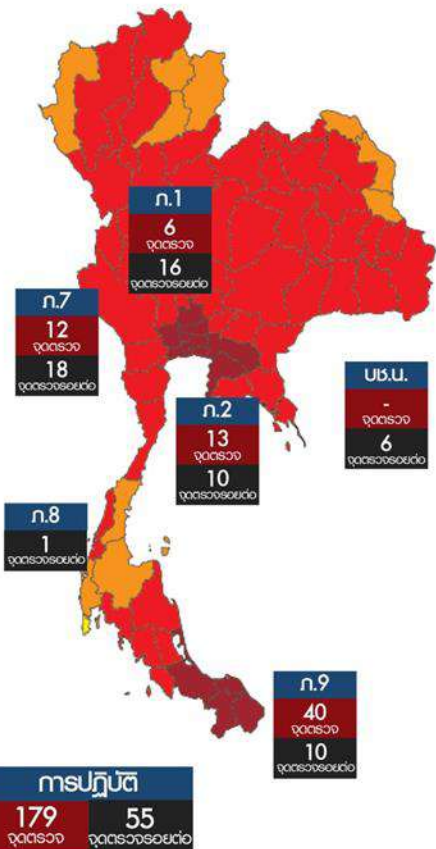 ภ.1
6
จุดตรวจ
16
จุดตรวจรอยต่อ
ภ.7
12
จุดตรวจ
18
จุดตรวจรอยต่อ
ภ.2
13
จุดตรวจ
10
จุดตรวจรอยต่อ
บช.น.
-
จุดตรวจ
6
จุดตรวจรอยต่อ
ภ.8
1
จุดตรวจรอยต่อ
ภ.9
40
จุดตรวจ
10
จุดตรวจรอยต่อ
การปฏิบัติ
179 55
จุดตรวจ จุดตรวจรอยต่อ